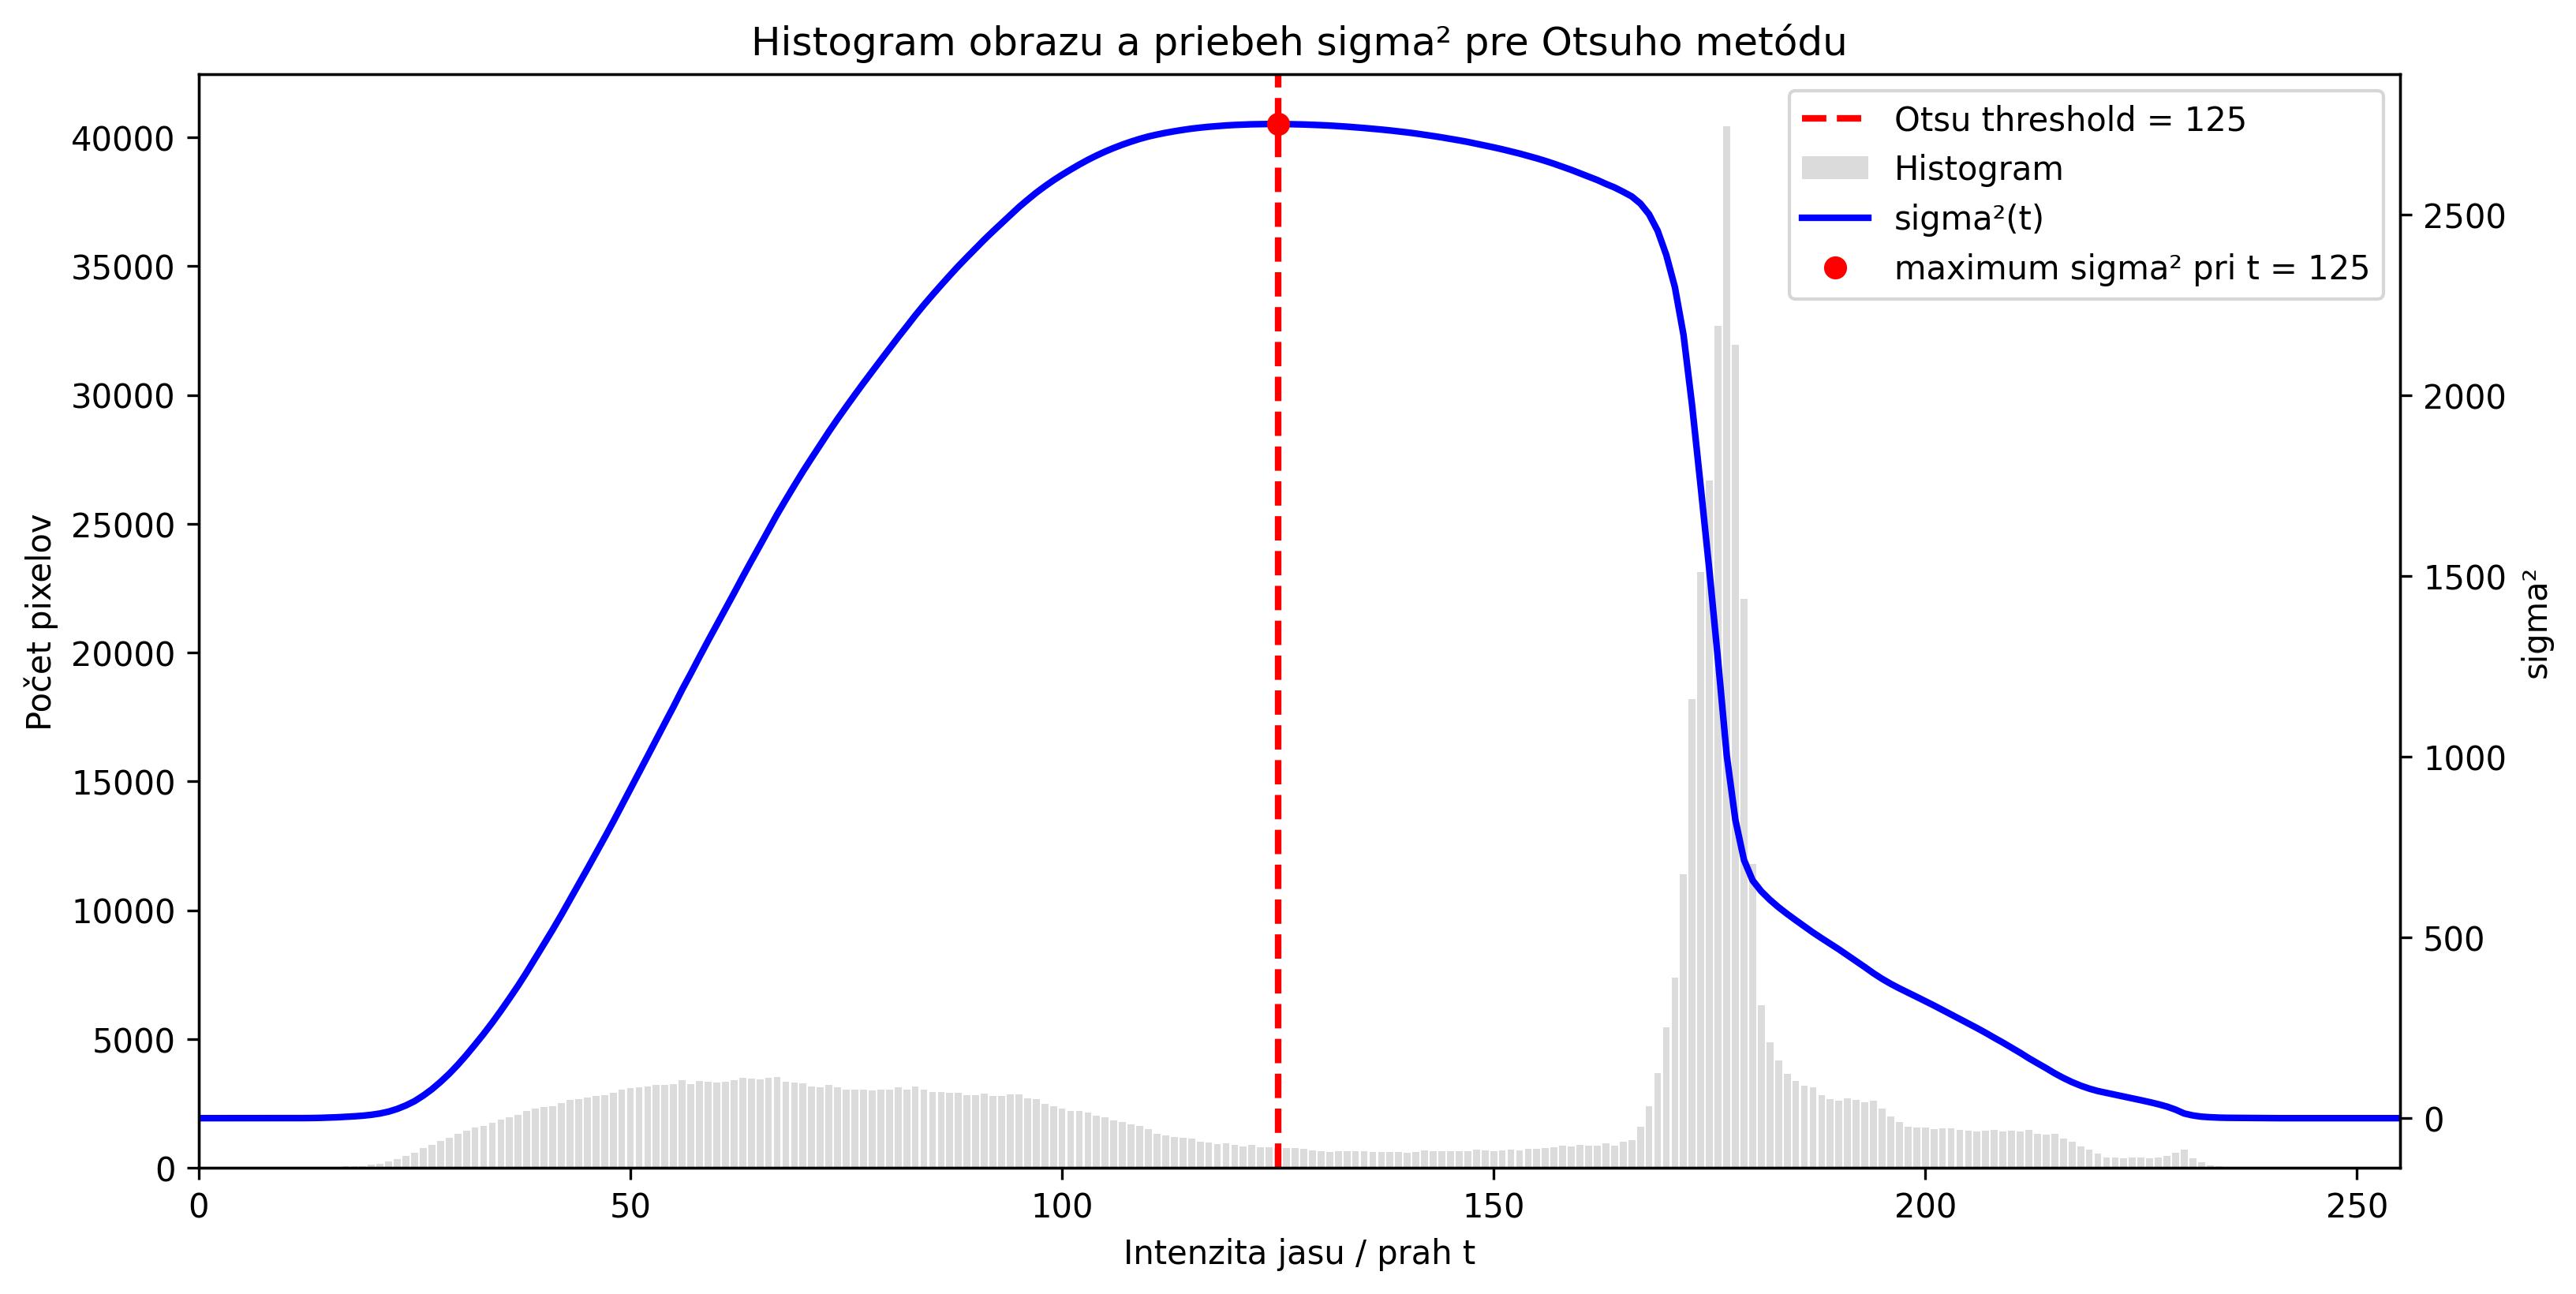 Histogram obrazu a priebeh sigma² pre Otsuho metódu
Otsu threshold = 125
Histogram
sigma²(t)
maximum sigma² pri t = 125
Počet pixelov
40000
35000
30000
25000
20000
15000
10000
5000
0
2500
2000
1500
1000
500
0
sigma²
0
50
100
150
200
250
Intenzita jasu / prah t